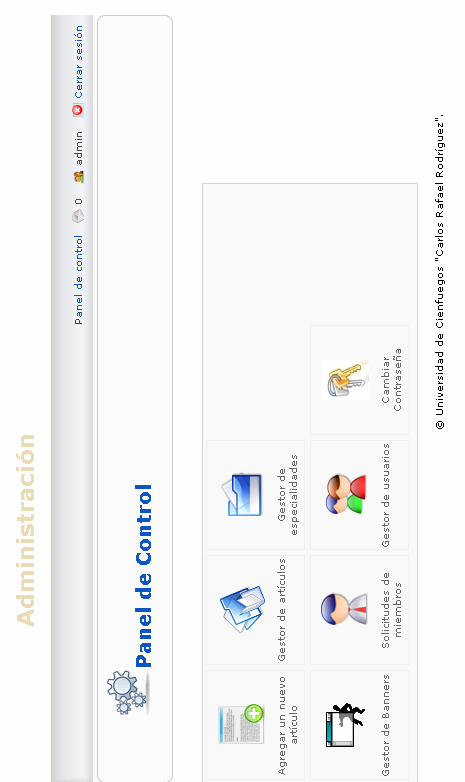 Administración
Panel de control 0 admin Cerrar sesión
Panel de Control
Agregar un nuevo
artículo
Gestor de artículos
Gestor de
especialidades
Gestor de Banners
Solicitudes de
miembros
Gestor de usuarios
Cambiar
Contraseña
© Universidad de Cienfuegos "Carlos Rafael Rodríguez".